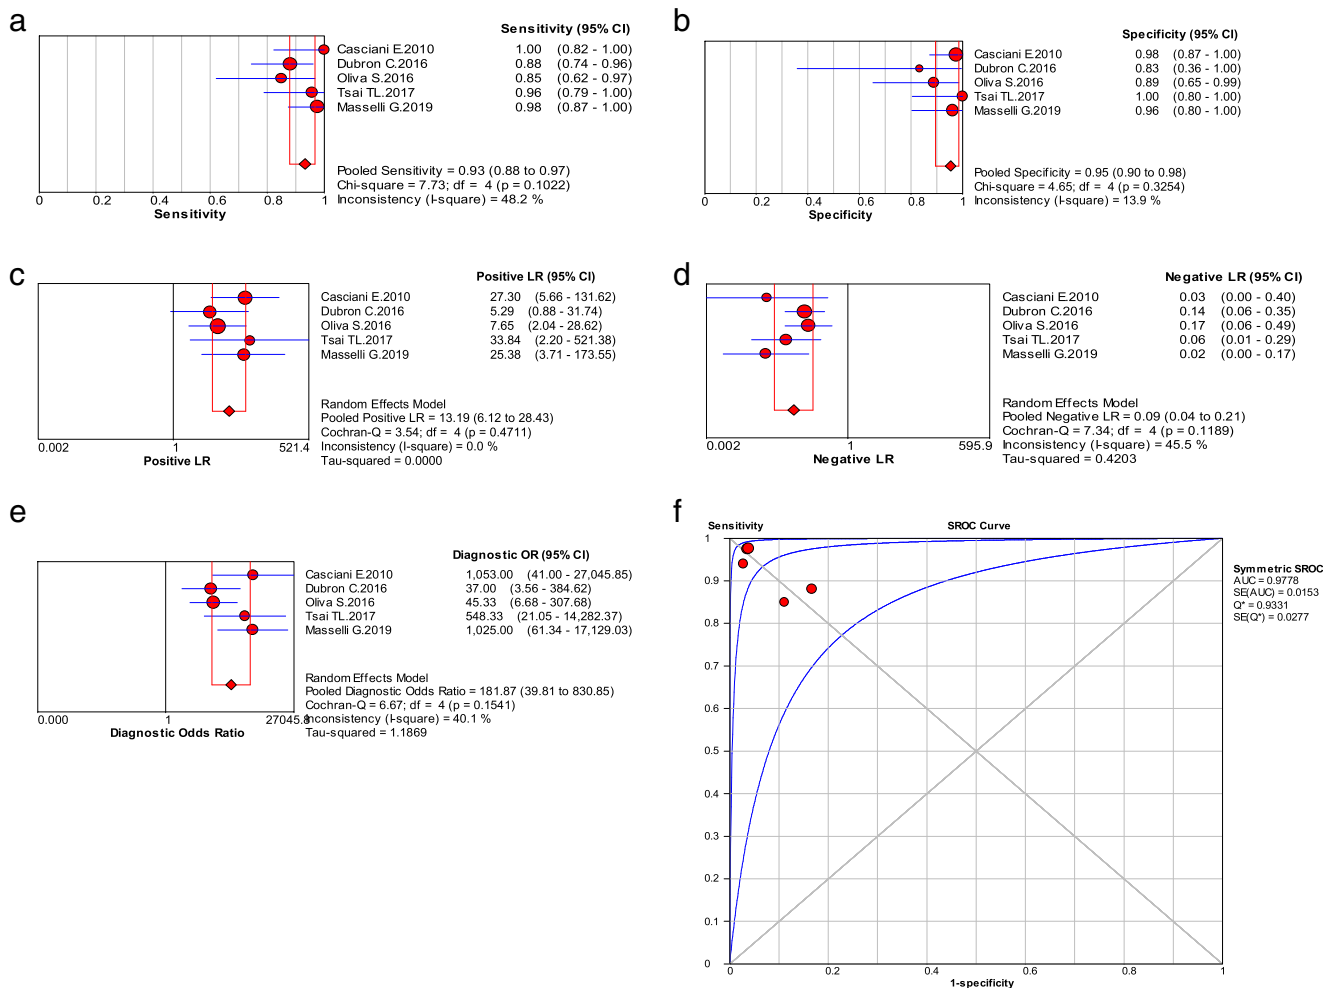 a
Sensitivity (95% CI)
Casciani E.2010 1.00 (0.82 - 1.00)
Dubron C.2016 0.88 (0.74 - 0.96)
Oliva S.2016 0.85 (0.62 - 0.97)
Tsai TL.2017 0.96 (0.79 - 1.00)
Masselli G.2019 0.98 (0.87 - 1.00)
Pooled Sensitivity = 0.93 (0.88 to 0.97)
Chi-square = 7.73; df = 4 (p = 0.1022)
Inconsistency (I-square) = 48.2 %
0 0.2 0.4 0.6 0.8 1
Sensitivity
b
Specificity (95% CI)
Casciani E.2010 0.98 (0.87 - 1.00)
Dubron C.2016 0.83 (0.36 - 1.00)
Oliva S.2016 0.89 (0.65 - 0.99)
Tsai TL.2017 1.00 (0.80 - 1.00)
Masselli G.2019 0.96 (0.80 - 1.00)
Pooled Specificity = 0.95 (0.90 to 0.98)
Chi-square = 4.65; df = 4 (p = 0.3254)
Inconsistency (I-square) = 13.9 %
0 0.2 0.4 0.6 0.8 1
Specificity
c
Positive LR (95% CI)
Casciani E.2010 27.30 (5.66 - 131.62)
Dubron C.2016 5.29 (0.88 - 31.74)
Oliva S.2016 7.65 (2.04 - 28.62)
Tsai TL.2017 33.84 (2.20 - 521.38)
Masselli G.2019 25.38 (3.71 - 173.55)
Random Effects Model
Pooled Positive LR = 13.19 (6.12 to 28.43)
Cochran-Q = 3.54; df = 4 (p = 0.4711)
Inconsistency (I-square) = 0.0 %
Tau-squared = 0.0000
0.002 1 521.4
Positive LR
d
Negative LR (95% CI)
Casciani E.2010 0.03 (0.00 - 0.40)
Dubron C.2016 0.14 (0.06 - 0.35)
Oliva S.2016 0.17 (0.06 - 0.49)
Tsai TL.2017 0.06 (0.01 - 0.29)
Masselli G.2019 0.02 (0.00 - 0.17)
Random Effects Model
Pooled Negative LR = 0.09 (0.04 to 0.21)
Cochran-Q = 7.34; df = 4 (p = 0.1189)
Inconsistency (I-square) = 45.5 %
Tau-squared = 0.4203
0.002 1 595.9
Negative LR
e
Diagnostic OR (95% CI)
Casciani E.2010 1,053.00 (41.00 - 27,045.85)
Dubron C.2016 37.00 (3.56 - 384.62)
Oliva S.2016 45.33 (6.68 - 307.68)
Tsai TL.2017 548.33 (21.05 - 14,282.37)
Masselli G.2019 1,025.00 (61.34 - 17,129.03)
Random Effects Model
Pooled Diagnostic Odds Ratio = 181.87 (39.81 to 830.85)
Cochran-Q = 6.67; df = 4 (p = 0.1541)
Inconsistency (I-square) = 40.1 %
Tau-squared = 1.1869
0.000 1 27045.8
Diagnostic Odds Ratio
f
Sensitivity SROC Curve
1
0.9
0.8
0.7
0.6
0.5
0.4
0.3
0.2
0.1
0
0 0.2 0.4 0.6 0.8 1
1-specificity
Symmetric SROC
AUC = 0.9778
SE(AUC) = 0.0153
Q* = 0.9331
SE(Q*) = 0.0277